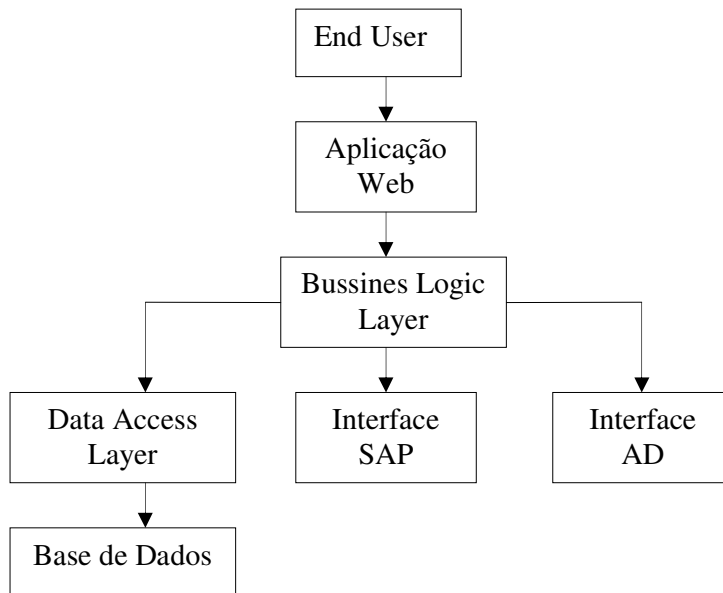 End User
Aplicação
Web
Bussines Logic
Layer
Data Access
Layer
Interface
SAP
Interface
AD
Base de Dados